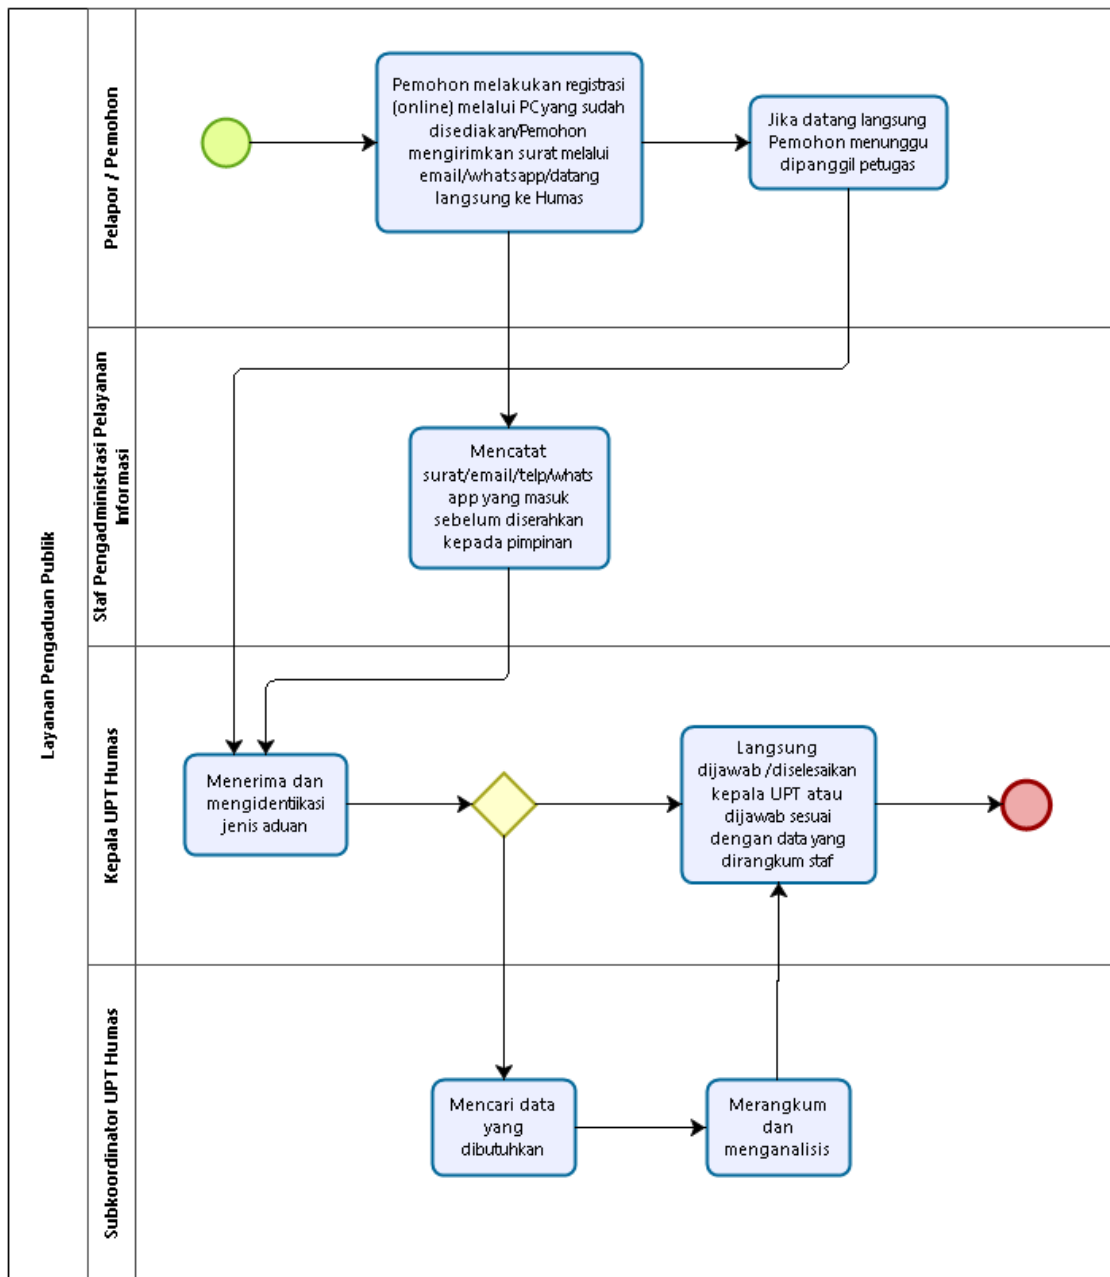 Layanan Pengaduan Publik
Pelapor / Pemohon
Pemohon melakukan registrasi
(online) melalui PC yang sudah
disediakan/Pemohon
mengirimkan surat melalui
email/whatsapp/datang
langsung ke Humas
Jika datang langsung
Pemohon menunggu
dipanggil petugas
Staf Pengadministrasi Pelayanan
Informasi
Mencatat
surat/email/telp/whats
app yang masuk
sebelum diserahkan
kepada pimpinan
Kepala UPT Humas
Menerima dan
mengidentiikasi
jenis aduan
Langsung
dijawab /diselesaikan
kepala UPT atau
dijawab sesuai
dengan data yang
dirangkum staf
Subkoordinator UPT Humas
Mencari data
yang
dibutuhkan
Merangkum
dan
menganalisis